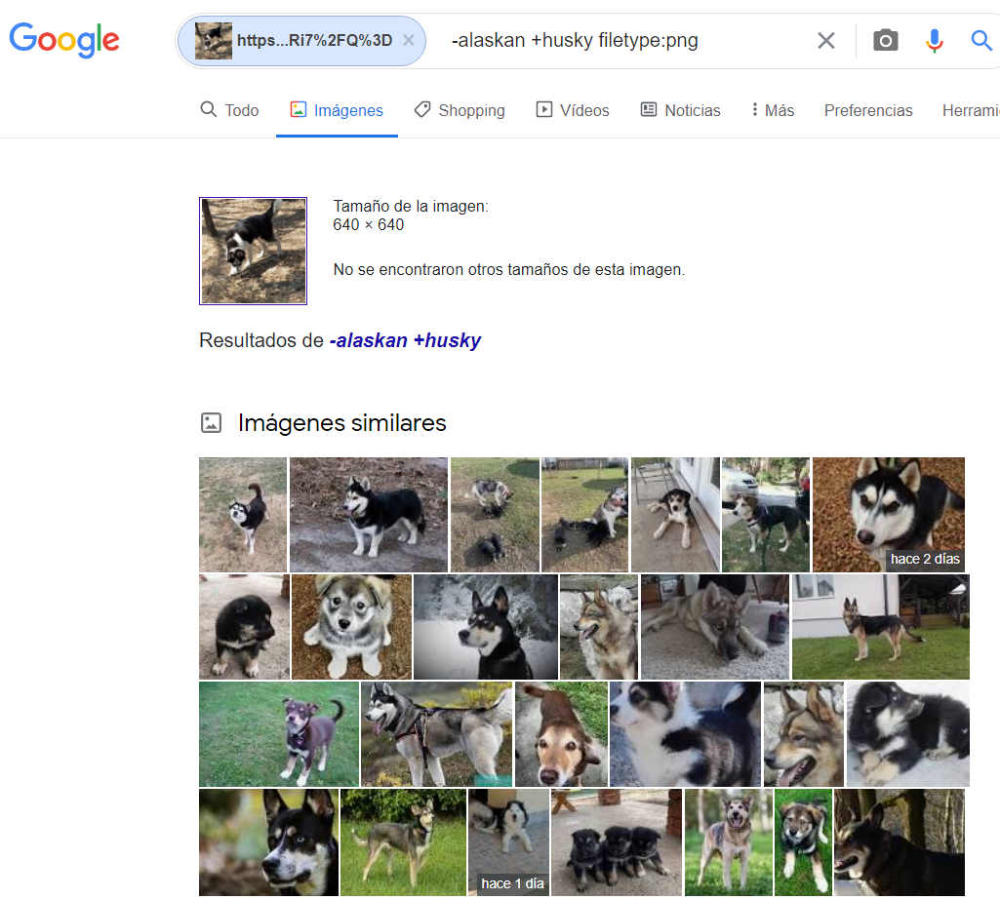 Google
https...Ri7%2FQ%3D
-alaskan +husky filetype:png
Todo
Imágenes
Shopping
Vídeos
Noticias
Más
Preferencias
Herrami
Tamaño de la imagen:
640 × 640
No se encontraron otros tamaños de esta imagen.
Resultados de -alaskan +husky
Imágenes similares
hace 2 días
hace 1 día